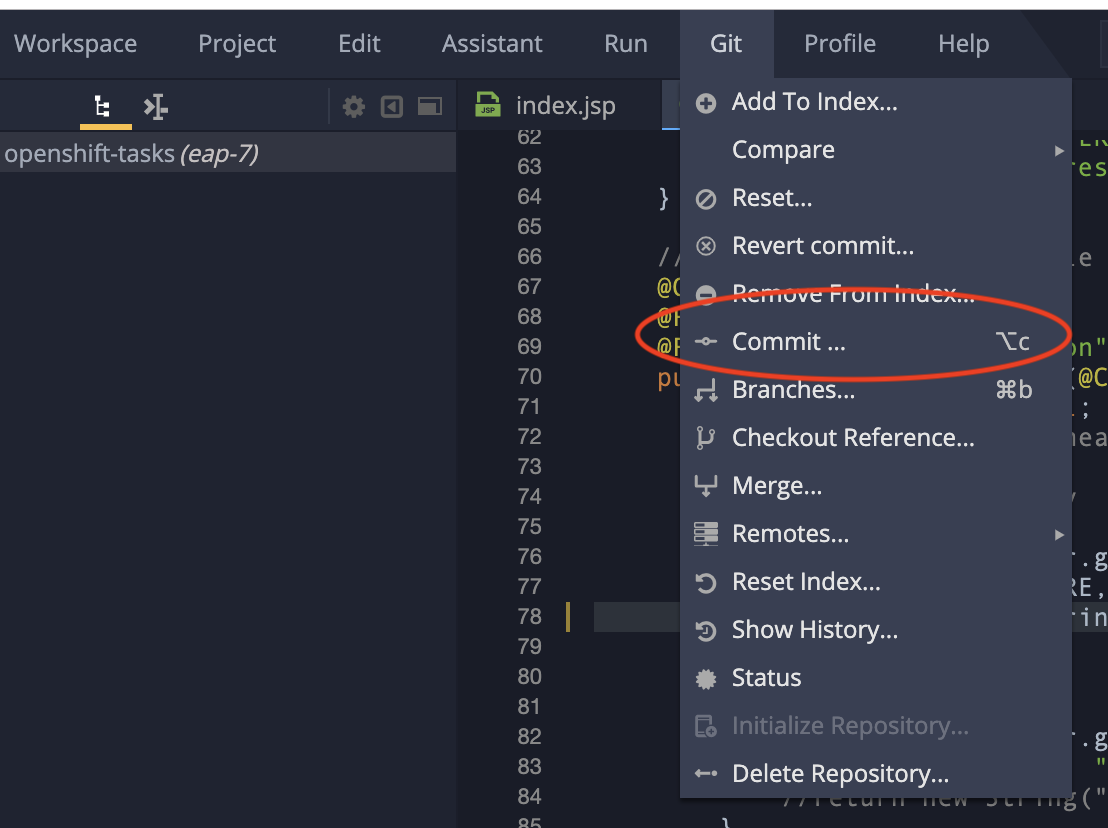 Workspace Project Edit Assistant Run Git Profile Help
JSP index.jsp
openshift-tasks (eap-7)
Add To Index...
Compare
Reset...
Revert commit...
Remove From Index...
Commit ... ⌥c
Branches... ⌘b
Checkout Reference...
Merge...
Remotes...
Reset Index...
Show History...
Status
Initialize Repository...
Delete Repository...
62
63
64 }
65
66 //
67
68
69 on"
70
71 ;
72
73
74
75
76 .g
77 RE,
78
79
80
81
82 .g
83 "
84 //return new String("
85 }